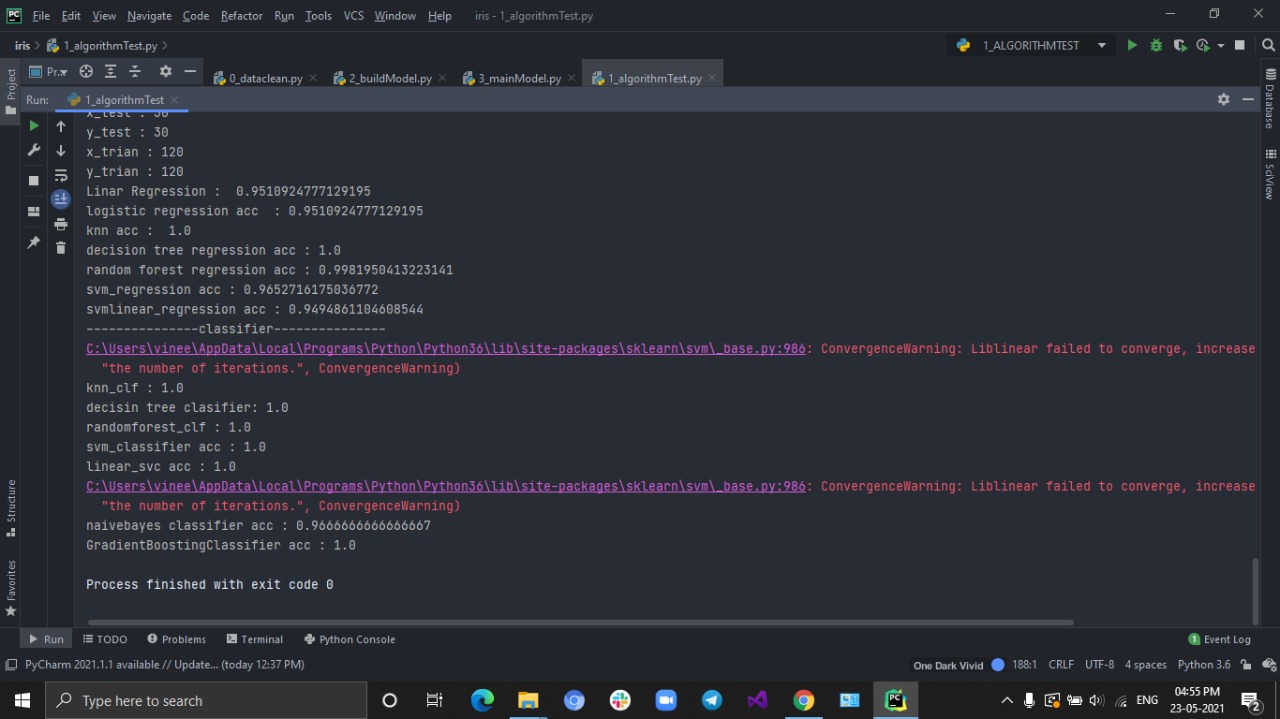 File Edit View Navigate Code Refactor Run Tools VCS Window Help iris - 1_algorithmTest.py
iris 1_algorithmTest.py 1_ALGORITHMTEST
Project Pr... 0_dataclean.py 2_buildModel.py 3_mainModel.py 1_algorithmTest.py
Run: 1_algorithmTest
Database
SciView
x_test : 30
y_test : 30
x_trian : 120
y_trian : 120
Linar Regression :  0.9510924777129195
logistic regression acc  : 0.9510924777129195
knn acc :  1.0
decision tree regression acc : 1.0
random forest regression acc : 0.9981950413223141
svm_regression acc : 0.9652716175036772
svmlinear_regression acc : 0.9494861104608544
---------------classifier---------------
C:\Users\vinee\AppData\Local\Programs\Python\Python36\lib\site-packages\sklearn\svm\_base.py:986: ConvergenceWarning: Liblinear failed to converge, increase
"the number of iterations.", ConvergenceWarning)
knn_clf : 1.0
decisin tree clasifier: 1.0
randomforest_clf : 1.0
svm_classifier acc : 1.0
linear_svc acc : 1.0
C:\Users\vinee\AppData\Local\Programs\Python\Python36\lib\site-packages\sklearn\svm\_base.py:986: ConvergenceWarning: Liblinear failed to converge, increase
"the number of iterations.", ConvergenceWarning)
naivebayes classifier acc : 0.9666666666666667
GradientBoostingClassifier acc : 1.0
Process finished with exit code 0
Structure
Favorites
Run TODO Problems Terminal Python Console 1 Event Log
PyCharm 2021.1.1 available // Update... (today 12:37 PM) One Dark Vivid 188:1 CRLF UTF-8 4 spaces Python 3.6
Type here to search ENG 04:55 PM
23-05-2021 2